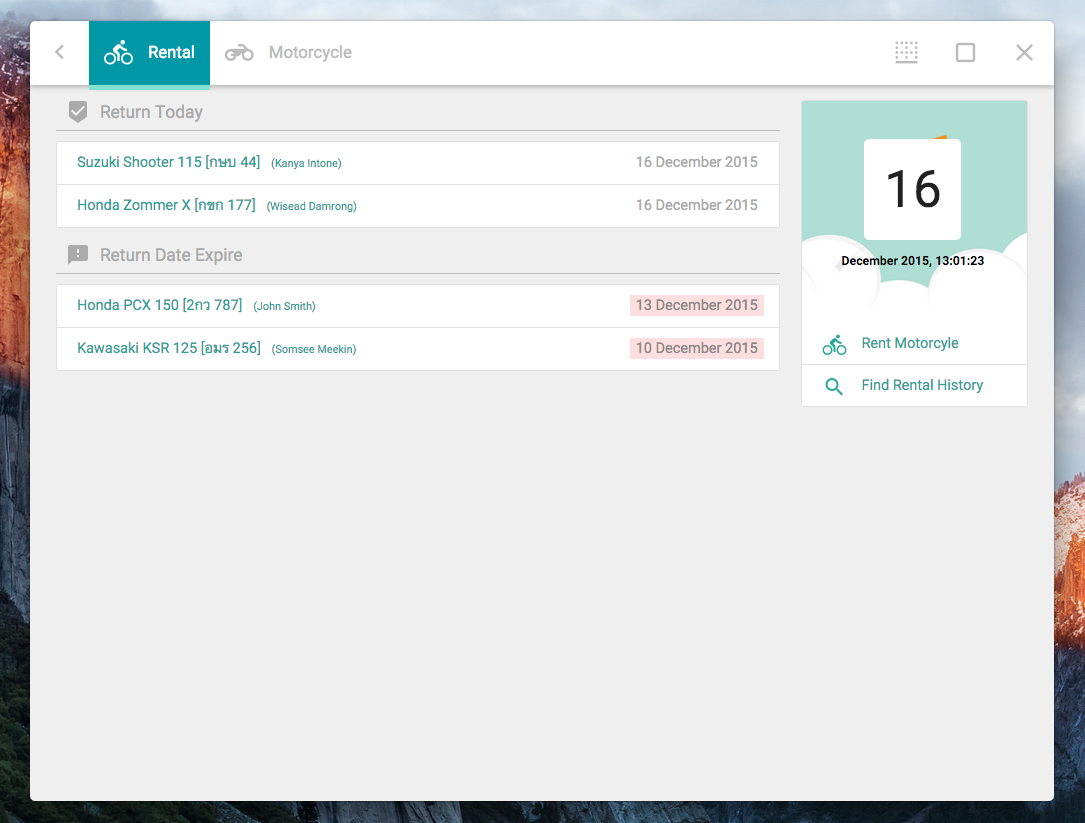 Rental
Motorcycle
Return Today
Suzuki Shooter 115 [กษบ 44] (Kanya Intone) 16 December 2015
Honda Zommer X [กขก 177] (Wisead Damrong) 16 December 2015
Return Date Expire
Honda PCX 150 [2กว 787] (John Smith) 13 December 2015
Kawasaki KSR 125 [อมร 256] (Somsee Meekin) 10 December 2015
16
December 2015, 13:01:23
Rent Motorcyle
Find Rental History